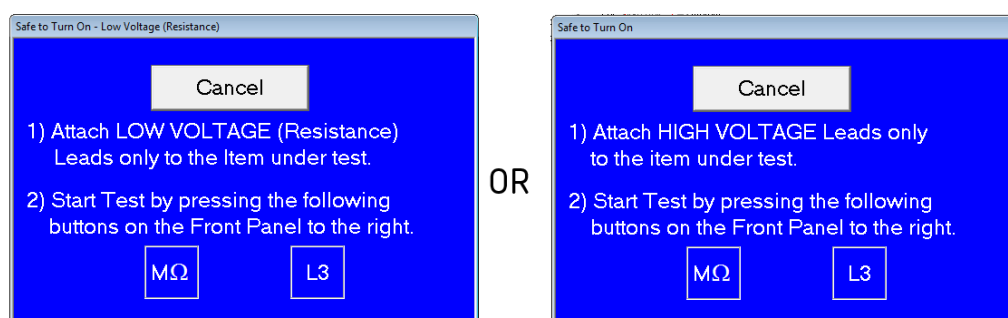 Safe to Turn On - Low Voltage (Resistance)
Cancel
1) Attach LOW VOLTAGE (Resistance)
Leads only to the Item under test.
2) Start Test by pressing the following
buttons on the Front Panel to the right.
MΩ
L3
OR
Safe to Turn On
Cancel
1) Attach HIGH VOLTAGE Leads only
to the item under test.
2) Start Test by pressing the following
buttons on the Front Panel to the right.
MΩ
L3